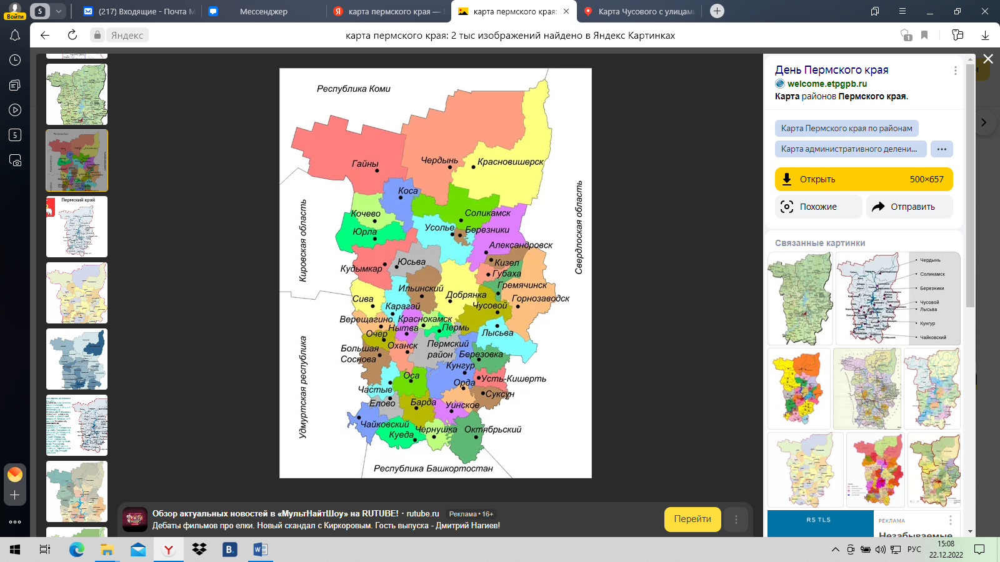 5
(217) Входящие - Почта M
Мессенджер
карта пермского края —
карта пермского края:
Карта Чусового с улицами
Войти
Яндекс
карта пермского края: 2 тыс изображений найдено в Яндекс Картинках
1
5
Пермский край
Республика Коми
Гайны
Чердынь
Красновишерск
Коса
Кочево
Соликамск
Юрла
Усолье
Березники
Александровск
Кизел
Кудымкар
Юсьва
Губаха
Гремячинск
Ильинский
Добрянка
Горнозаводск
Сива
Карагай
Чусовой
Верещагино
Краснокамск
Нытва
Пермь
Очер
Лысьва
Большая
Соснова
Оханск
Пермский
район
Березовка
Кунгур
Оса
Усть-Кишерть
Орда
Частые
Суксун
Елово
Барда
Уинское
Чайковский
Чернушка
Октябрьский
Куеда
Республика Башкортостан
Кировская область
Удмуртская республика
Свердлоская область
День Пермского края
welcome.etpgpb.ru
Карта районов Пермского края.
Карта Пермского края по районам
Карта административного делени...
Открыть
500×657
Похожие
Отправить
Связанные картинки
Чердынь
Соликамск
Березники
Чусовой
Лысьва
Кунгур
Чайковский
RS TLS
РЕКЛАМА
Незабываемые
Обзор актуальных новостей в «МультНайтШоу» на RUTUBE! · rutube.ru
Реклама • 16+
Дебаты фильмов про елки. Новый скандал с Киркоровым. Гость выпуска - Дмитрий Нагиев!
Перейти
РУС
15:08
22.12.2022